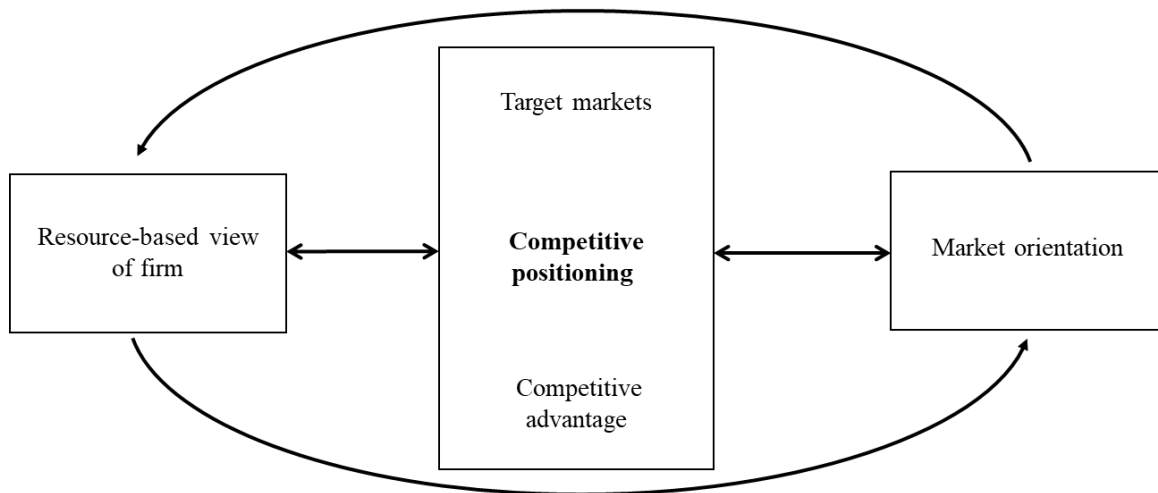 Target markets
Resource-based view
of firm
Competitive
positioning
Market orientation
Competitive
advantage